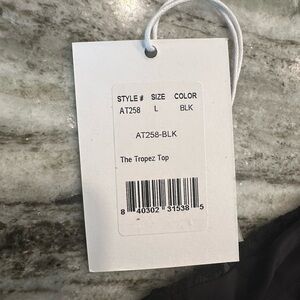 STYLE # SIZE COLOR
AT258 L BLK
AT258-BLK
The Tropez Top
8 40302 31538 5